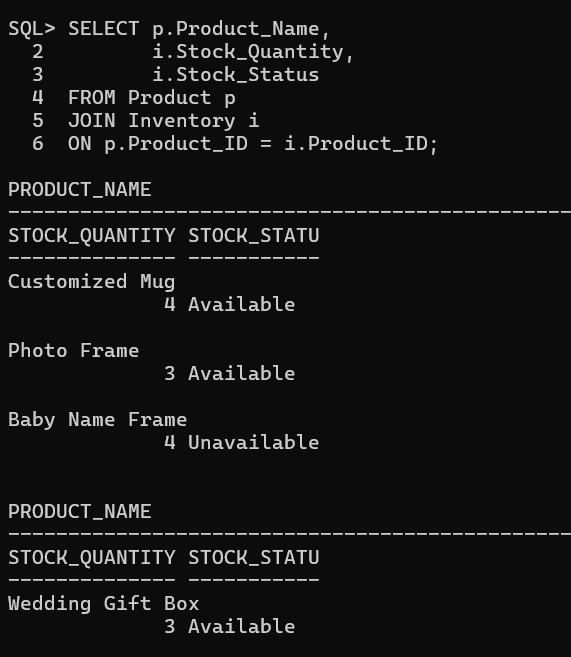 SQL> SELECT p.Product_Name,
  2         i.Stock_Quantity,
  3         i.Stock_Status
  4  FROM Product p
  5  JOIN Inventory i
  6  ON p.Product_ID = i.Product_ID;
PRODUCT_NAME
-----------------------------------------------
STOCK_QUANTITY STOCK_STATU
-------------- -----------
Customized Mug
             4 Available
Photo Frame
             3 Available
Baby Name Frame
             4 Unavailable
PRODUCT_NAME
-----------------------------------------------
STOCK_QUANTITY STOCK_STATU
-------------- -----------
Wedding Gift Box
             3 Available